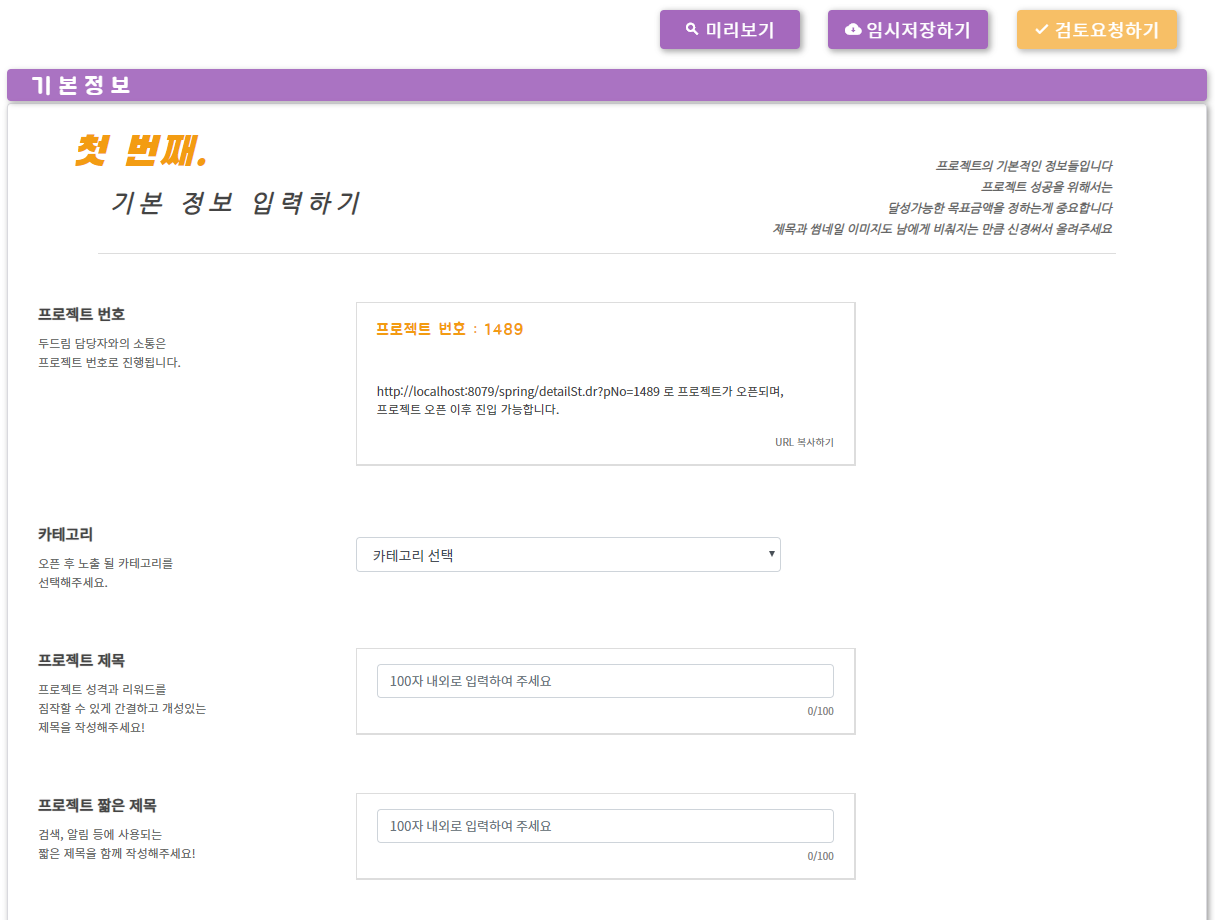 미리보기
임시저장하기
검토요청하기
기본정보
첫 번째.
기본 정보 입력하기
프로젝트의 기본적인 정보들입니다
프로젝트 성공을 위해서는
달성가능한 목표금액을 정하는게 중요합니다
제목과 썸네일 이미지도 남에게 비춰지는 만큼 신경써서 올려주세요
프로젝트 번호
두드림 담당자와의 소통은
프로젝트 번호로 진행됩니다.
프로젝트 번호 : 1489
http://localhost:8079/spring/detailSt.dr?pNo=1489 로 프로젝트가 오픈되며,
프로젝트 오픈 이후 진입 가능합니다.
URL 복사하기
카테고리
오픈 후 노출 될 카테고리를
선택해주세요.
카테고리 선택
프로젝트 제목
프로젝트 성격과 리워드를
짐작할 수 있게 간결하고 개성있는
제목을 작성해주세요!
100자 내외로 입력하여 주세요
0/100
프로젝트 짧은 제목
검색, 알림 등에 사용되는
짧은 제목을 함께 작성해주세요!
100자 내외로 입력하여 주세요
0/100